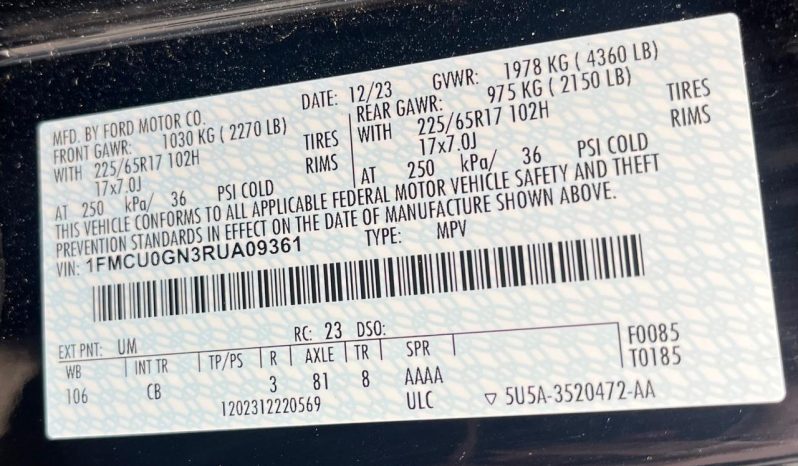 MFD. BY FORD MOTOR CO. DATE: 12/23 GVWR: 1978 KG ( 4360 LB)
FRONT GAWR: 1030 KG ( 2270 LB) REAR GAWR: 975 KG ( 2150 LB)
WITH 225/65R17 102H TIRES WITH 225/65R17 102H TIRES
17x7.0J RIMS 17x7.0J RIMS
AT 250 kPa/ 36 PSI COLD AT 250 kPa/ 36 PSI COLD
THIS VEHICLE CONFORMS TO ALL APPLICABLE FEDERAL MOTOR VEHICLE SAFETY AND THEFT
PREVENTION STANDARDS IN EFFECT ON THE DATE OF MANUFACTURE SHOWN ABOVE.
VIN: 1FMCU0GN3RUA09361 TYPE: MPV
EXT PNT: UM RC: 23 DSO: F0085
WB INT TR TP/PS R AXLE TR SPR T0185
106 CB 3 81 8 AAAA
1202312220569 ULC ▽ 5U5A-3520472-AA